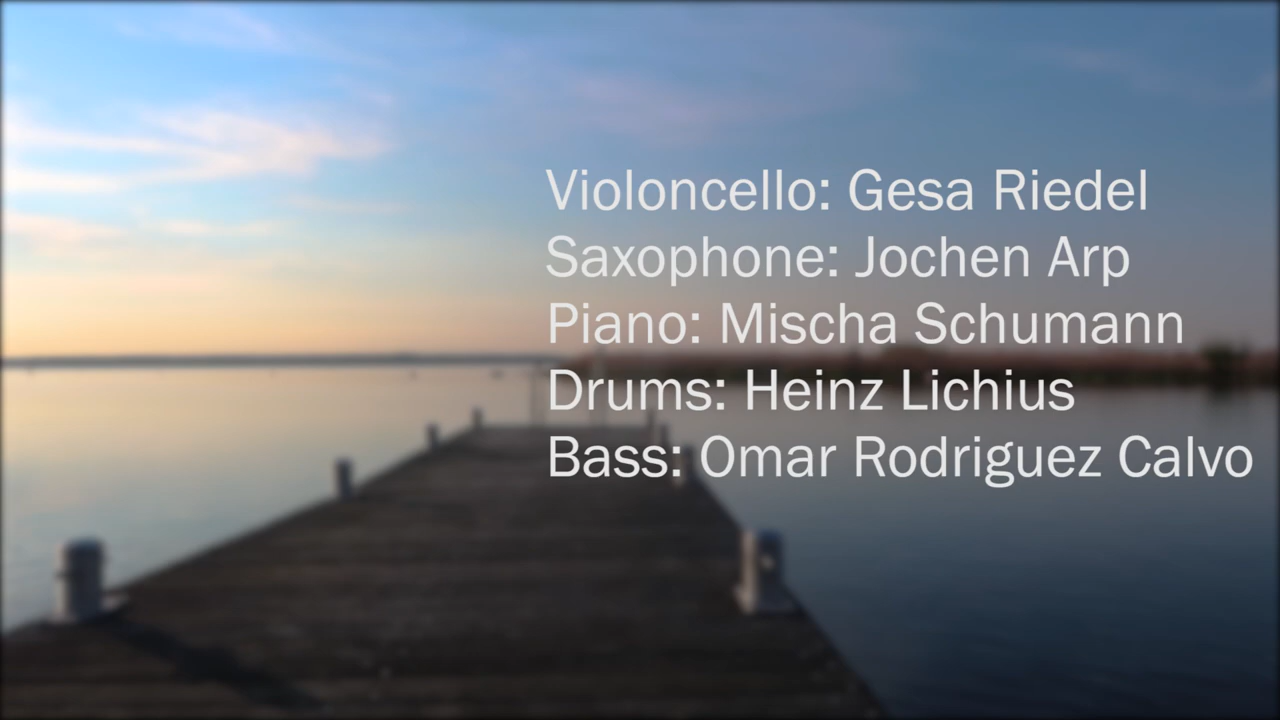 Violoncello: Gesa Riedel
Saxophone: Jochen Arp
Piano: Mischa Schumann
Drums: Heinz Lichius
Bass: Omar Rodriguez Calvo